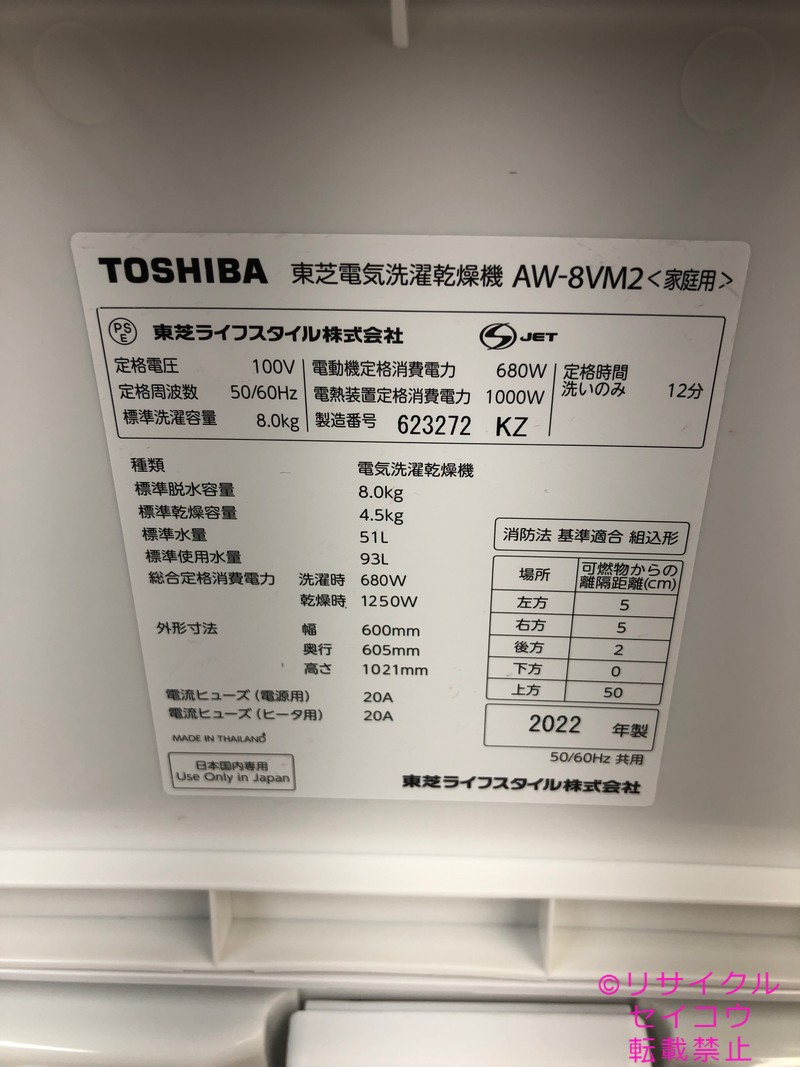 TOSHIBA 東芝電気洗濯乾燥機 AW-8VM2<家庭用>
PS E 東芝ライフスタイル株式会社 S JET
定格電圧 100V 電動機定格消費電力 680W 定格時間
定格周波数 50/60Hz 電熱装置定格消費電力 1000W 洗いのみ 12分
標準洗濯容量 8.0kg 製造番号 623272 KZ
種類 電気洗濯乾燥機
標準脱水容量 8.0kg
標準乾燥容量 4.5kg
標準水量 51L
標準使用水量 93L
総合定格消費電力 洗濯時 680W
乾燥時 1250W
外形寸法 幅 600mm
奥行 605mm
高さ 1021mm
電流ヒューズ(電源用) 20A
電流ヒューズ(ヒータ用) 20A
MADE IN THAILAND
日本国内専用
Use Only in Japan
消防法 基準適合 組込形
場所 可燃物からの
離隔距離(cm)
左方 5
右方 5
後方 2
下方 0
上方 50
2022 年製
50/60Hz 共用
東芝ライフスタイル株式会社
©リサイクル
セイコウ
転載禁止